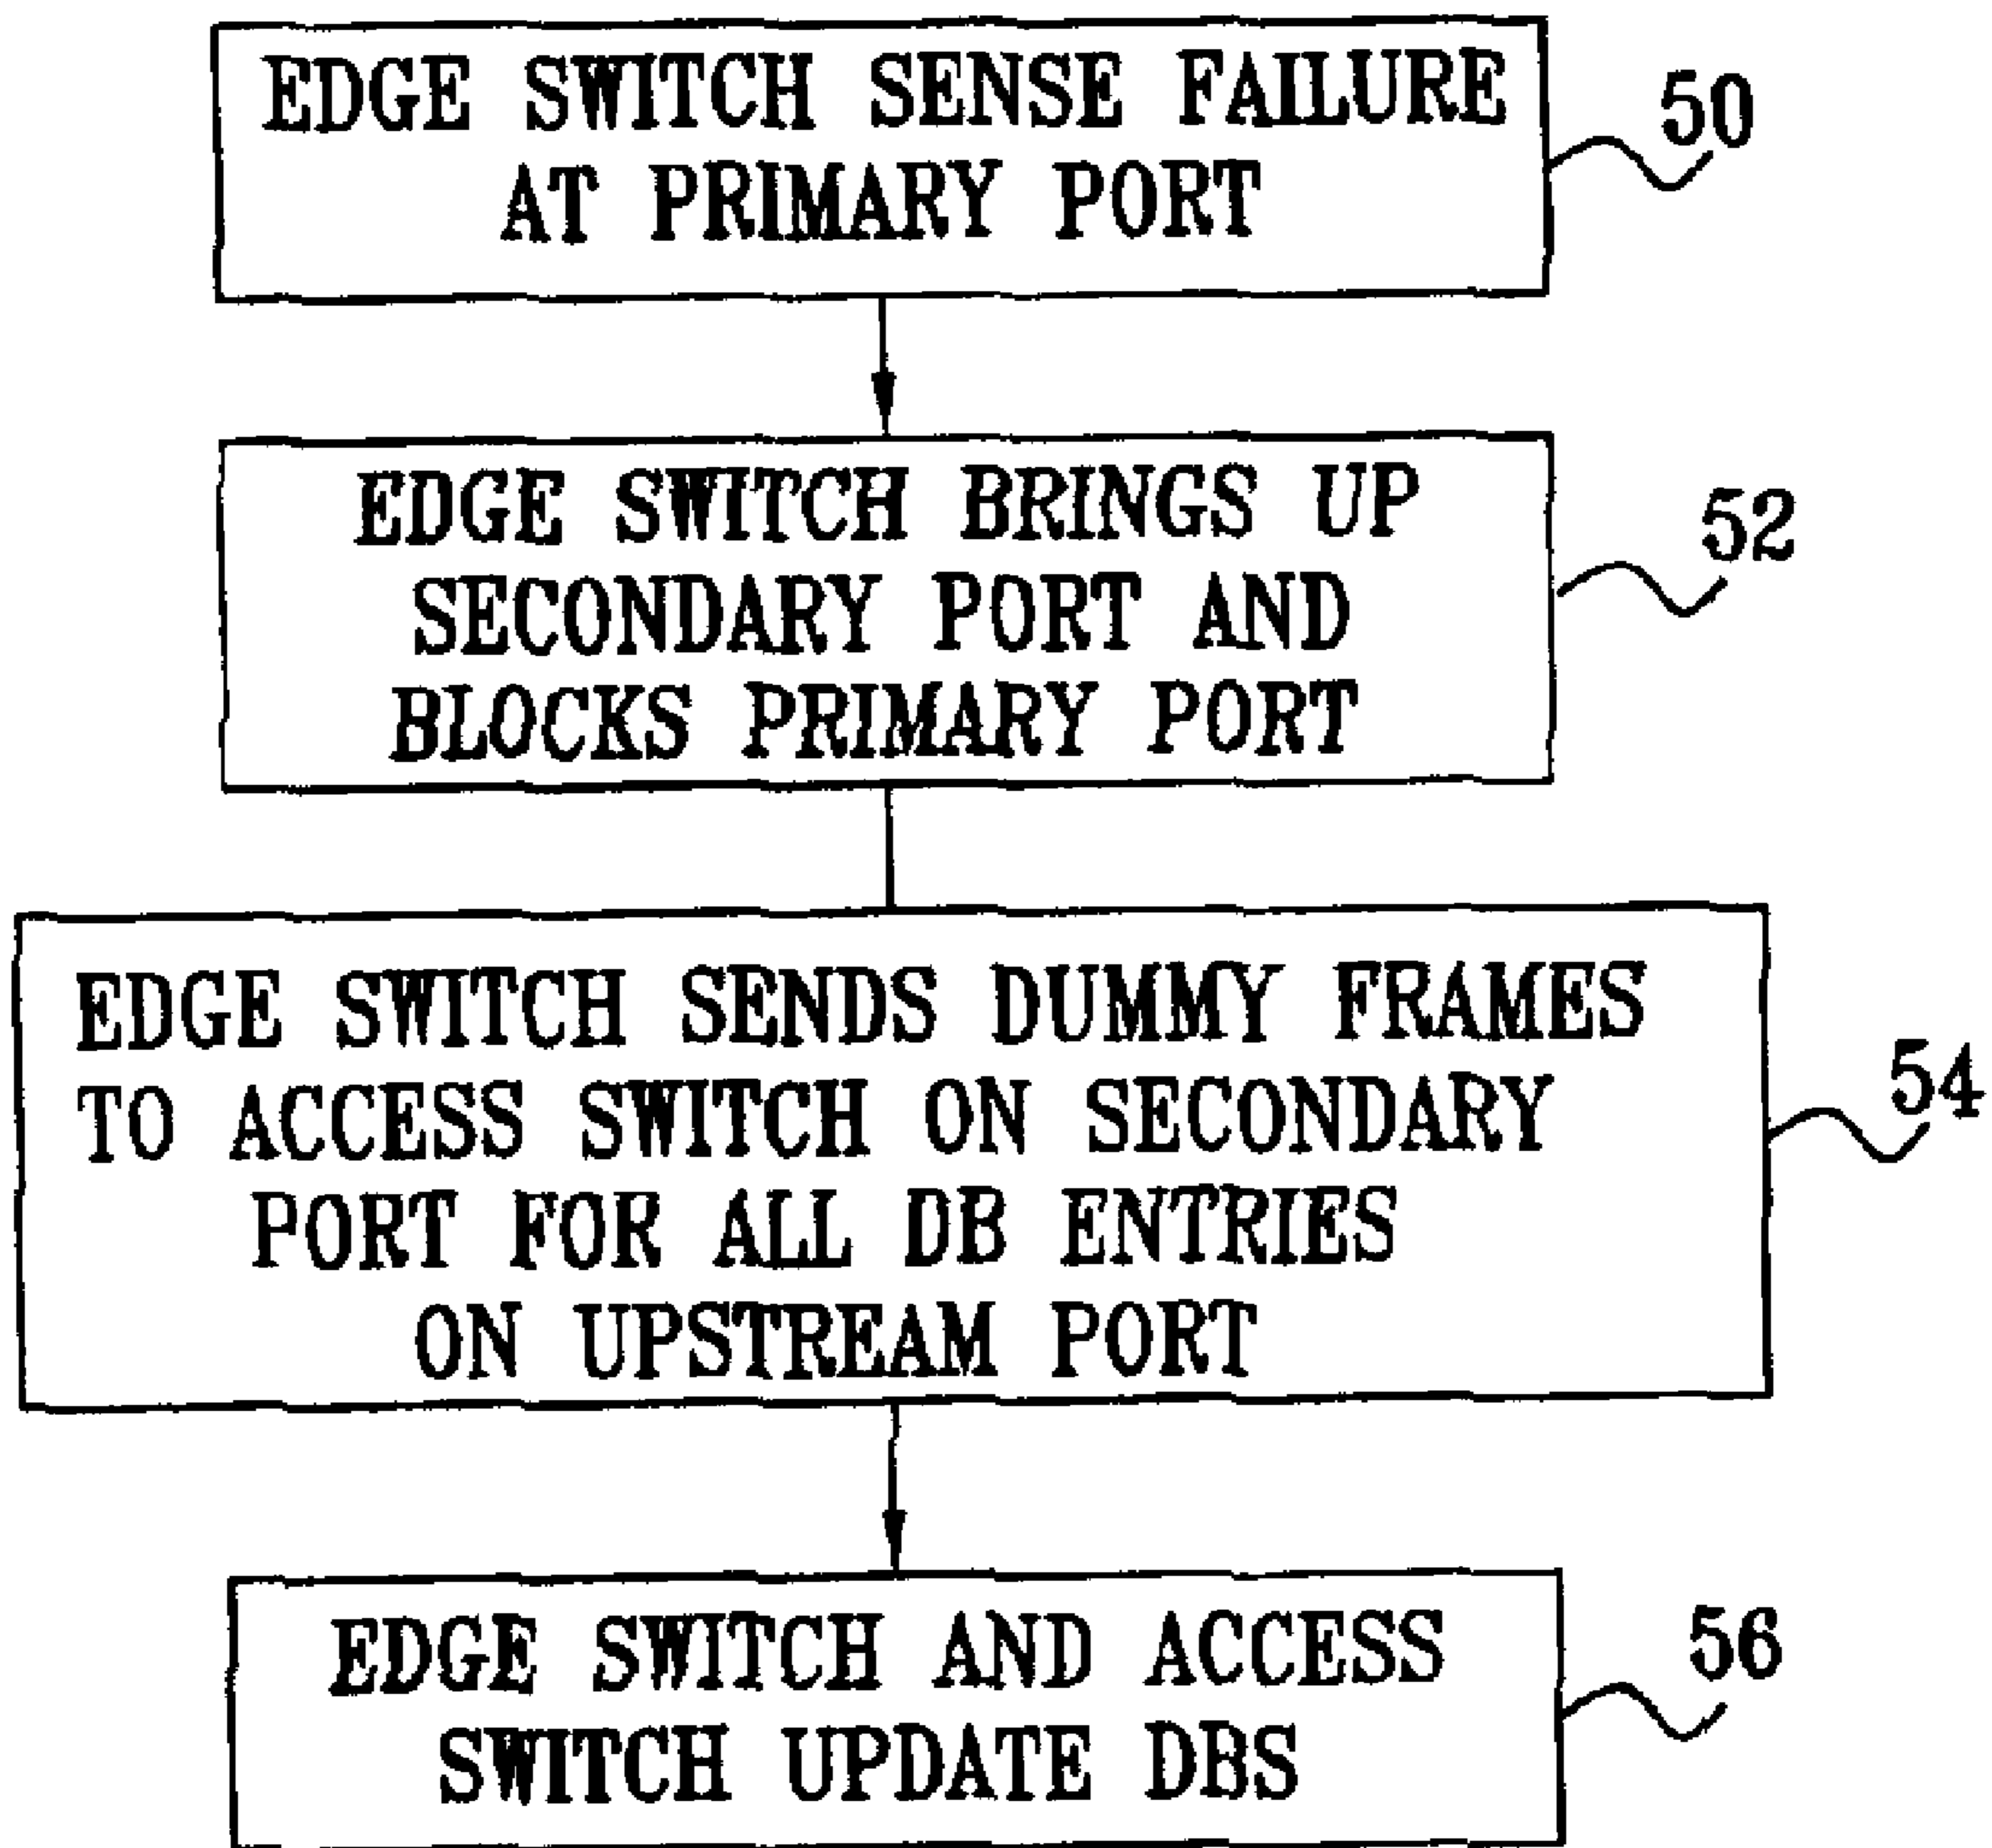 EDGE SWITCH SENSE FAILURE
AT PRIMARY PORT
50
EDGE SWITCH BRINGS UP
SECONDARY PORT AND
BLOCKS PRIMARY PORT
52
EDGE SWITCH SENDS DUMMY FRAMES
TO ACCESS SWITCH ON SECONDARY
PORT FOR ALL DB ENTRIES
ON UPSTREAM PORT
54
EDGE SWITCH AND ACCESS
SWITCH UPDATE DBS
56